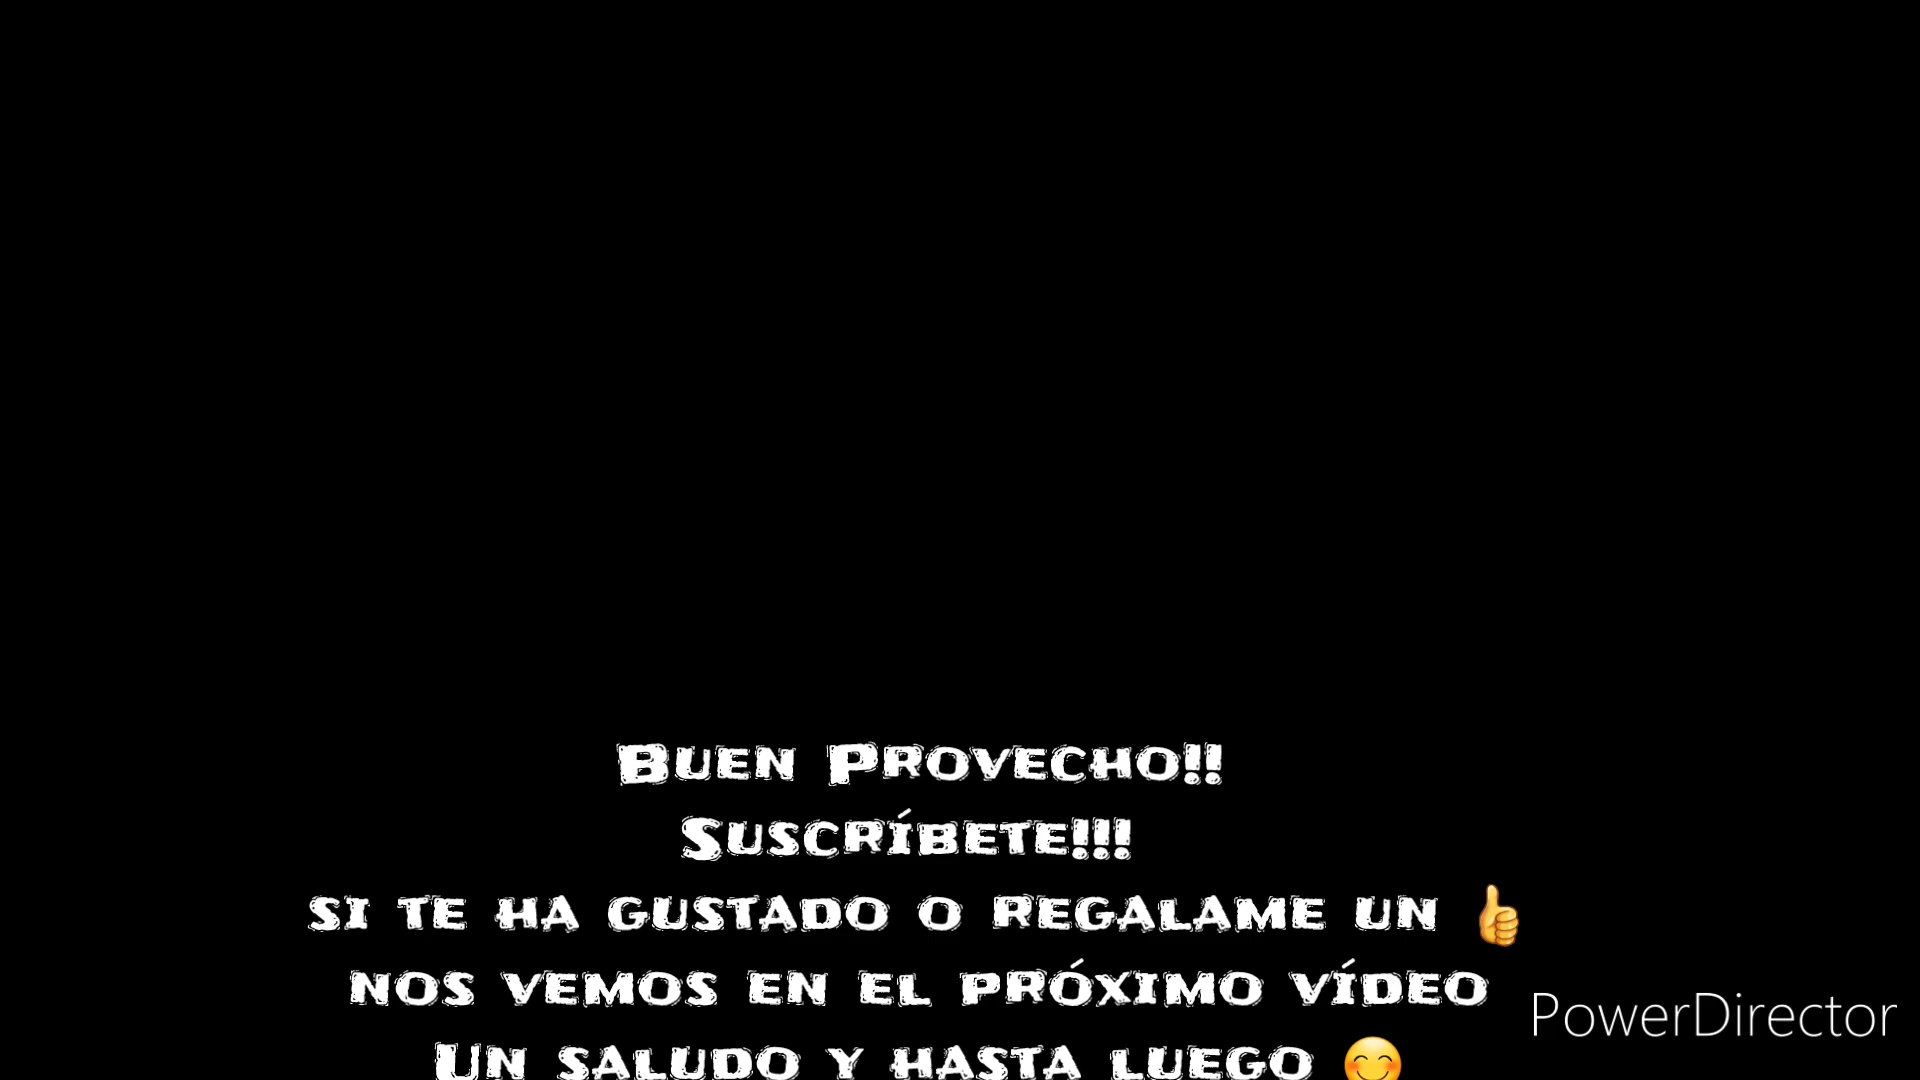 Buen Provecho!!
Suscríbete!!!
si te ha gustado o regalame un 👍
nos vemos en el próximo vídeo
Un saludo y hasta luego 😊
PowerDirector